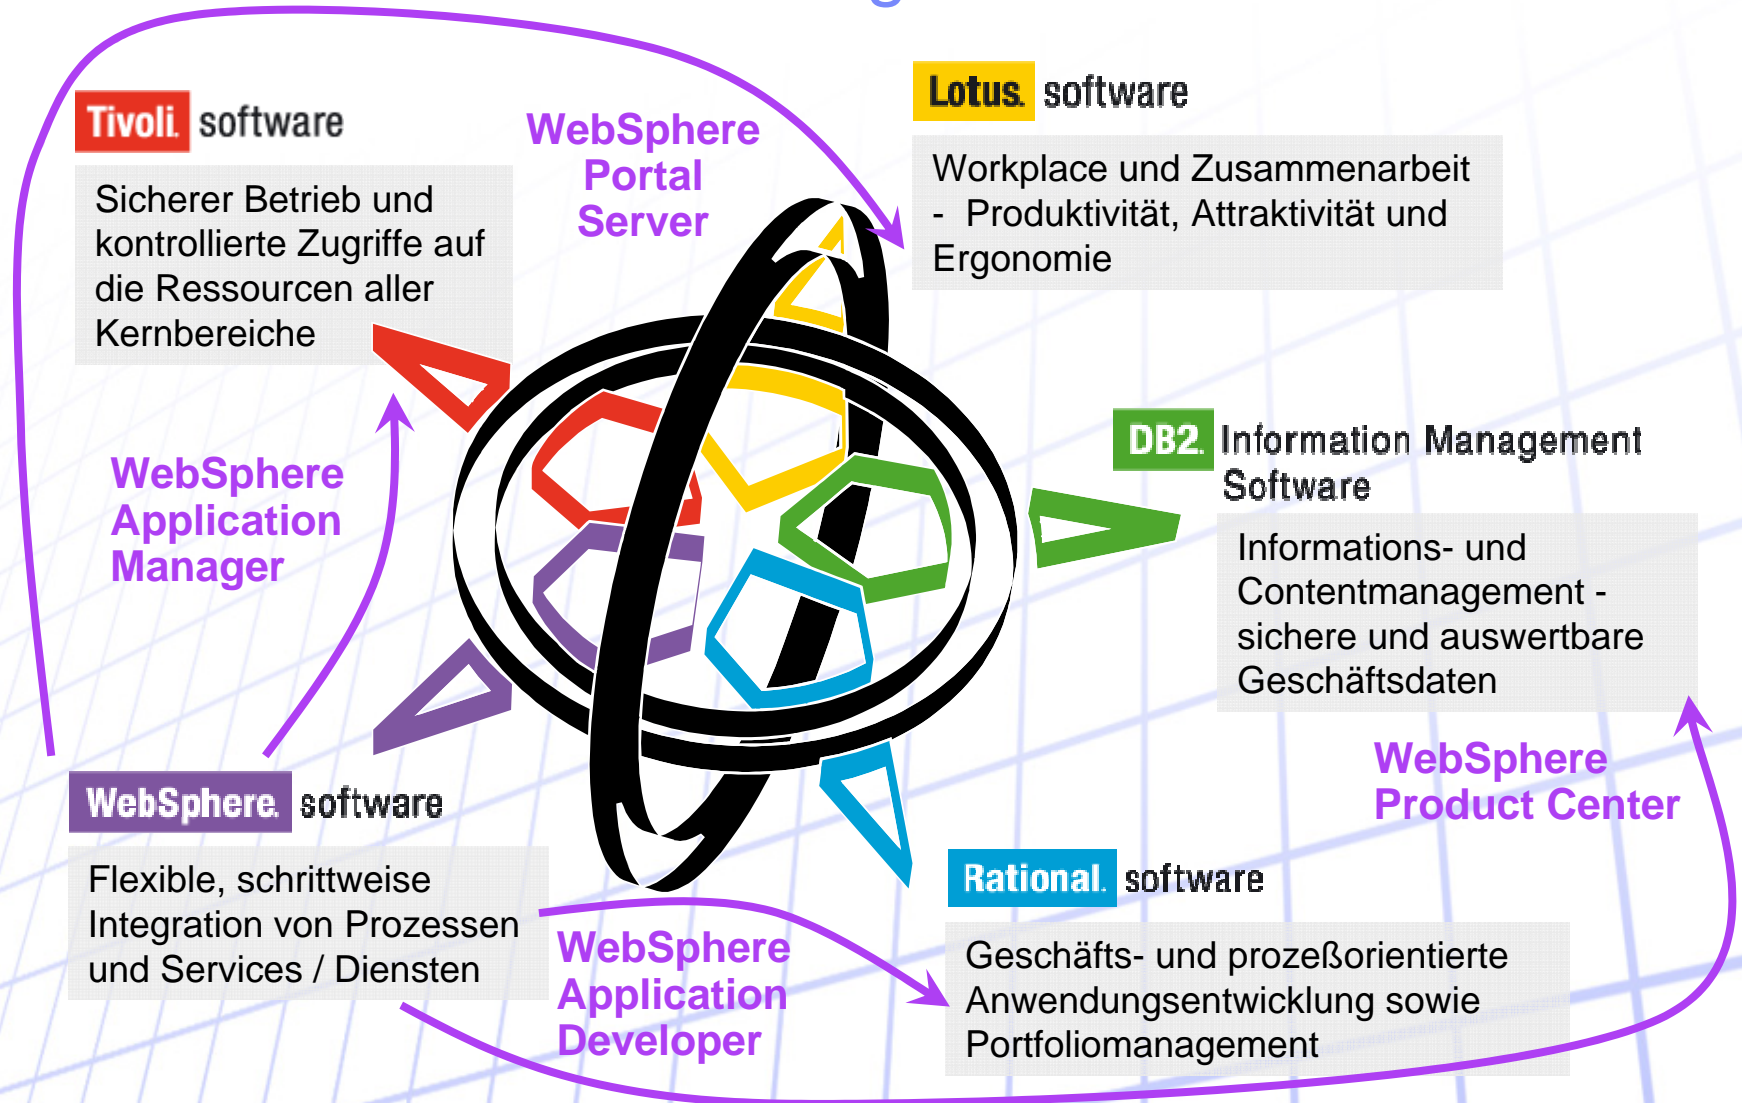 Tivoli. software
Sicherer Betrieb und
kontrollierte Zugriffe auf
die Ressourcen aller
Kernbereiche
WebSphere
Portal
Server
Lotus. software
Workplace und Zusammenarbeit
- Produktivität, Attraktivität und
Ergonomie
WebSphere
Application
Manager
DB2. Information Management
Software
Informations- und
Contentmanagement -
sichere und auswertbare
Geschäftsdaten
WebSphere
Product Center
WebSphere. software
Flexible, schrittweise
Integration von Prozessen
und Services / Diensten
WebSphere
Application
Developer
Rational. software
Geschäfts- und prozeßorientierte
Anwendungsentwicklung sowie
Portfoliomanagement